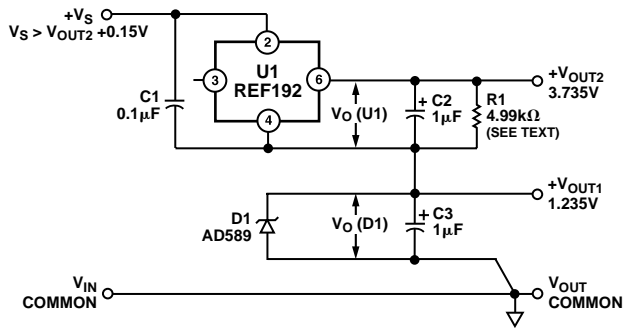 +VS
VS > VOUT2 +0.15V
2
U1
REF192
3
6
4
C1
0.1μF
VO (U1)
+ C2
1μF
R1
4.99kΩ
(SEE TEXT)
+VOUT2
3.735V
+VOUT1
1.235V
D1
AD589
VO (D1)
+ C3
1μF
VIN
COMMON
VOUT
COMMON